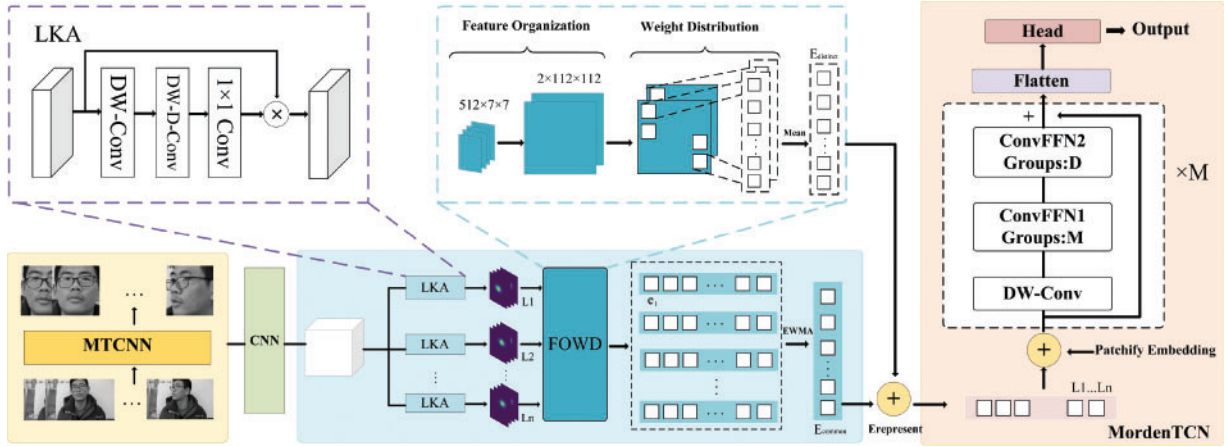 LKA
DW-Conv
DW-D-Conv
1×1 Conv
×
Feature Organization
Weight Distribution
512×7×7
2×112×112
Mean
Edistinct
Head
Output
Flatten
+
ConvFFN2
Groups:D
ConvFFN1
Groups:M
DW-Conv
×M
+
Patchify Embedding
L1...Ln
MordenTCN
...
MTCNN
...
CNN
LKA
LKA
LKA
L1
L2
Ln
FOWD
e1
EWMA
Ecommon
+
Erepresent